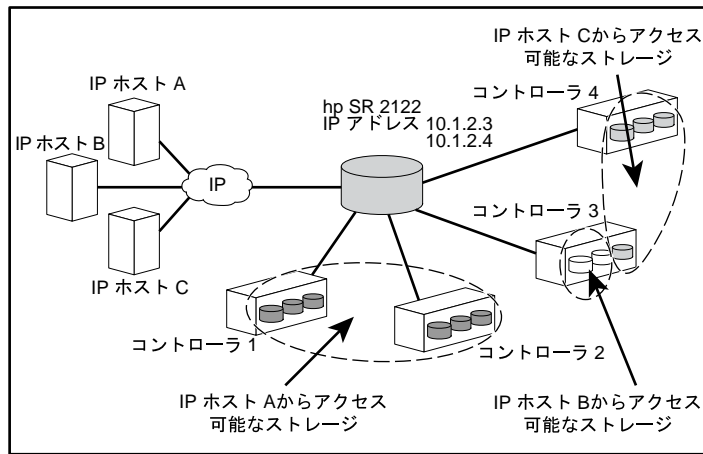 IP ホスト Cからアクセス
可能なストレージ
IP ホスト A
コントローラ 4
hp SR 2122
IP アドレス 10.1.2.3
10.1.2.4
IP ホスト B
IP
コントローラ 3
IP ホスト C
コントローラ 1
コントローラ 2
IP ホスト Aからアクセス
可能なストレージ
IP ホスト Bからアクセス
可能なストレージ